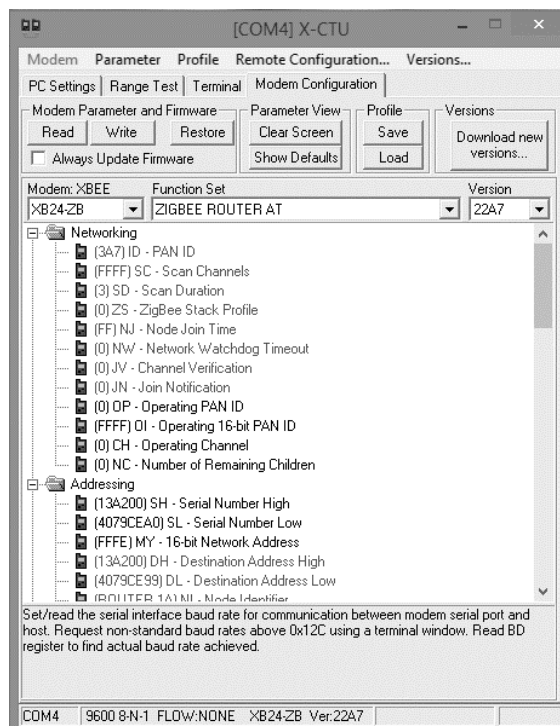 [COM4] X-CTU
Modem Parameter Profile Remote Configuration... Versions...
PC Settings Range Test Terminal Modem Configuration
Modem Parameter and Firmware Parameter View Profile Versions
Read Write Restore Clear Screen Save Download new versions...
Always Update Firmware Show Defaults Load
Modem: XBEE Function Set Version
XB24-ZB ZIGBEE ROUTER AT 22A7
Networking
(3A7) ID - PAN ID
(FFFF) SC - Scan Channels
(3) SD - Scan Duration
(0) ZS - ZigBee Stack Profile
(FF) NJ - Node Join Time
(0) NW - Network Watchdog Timeout
(0) JV - Channel Verification
(0) JN - Join Notification
(0) OP - Operating PAN ID
(FFFF) OI - Operating 16-bit PAN ID
(0) CH - Operating Channel
(0) NC - Number of Remaining Children
Addressing
(13A200) SH - Serial Number High
(4079CEA0) SL - Serial Number Low
(FFFE) MY - 16-bit Network Address
(13A200) DH - Destination Address High
(4079CE99) DL - Destination Address Low
(ROUTER 1A) NI - Node Identifier
Set/read the serial interface baud rate for communication between modem serial port and
host. Request non-standard baud rates above 0x12C using a terminal window. Read BD
register to find actual baud rate achieved.
COM4 9600 8-N-1 FLOW:NONE XB24-ZB Ver:22A7